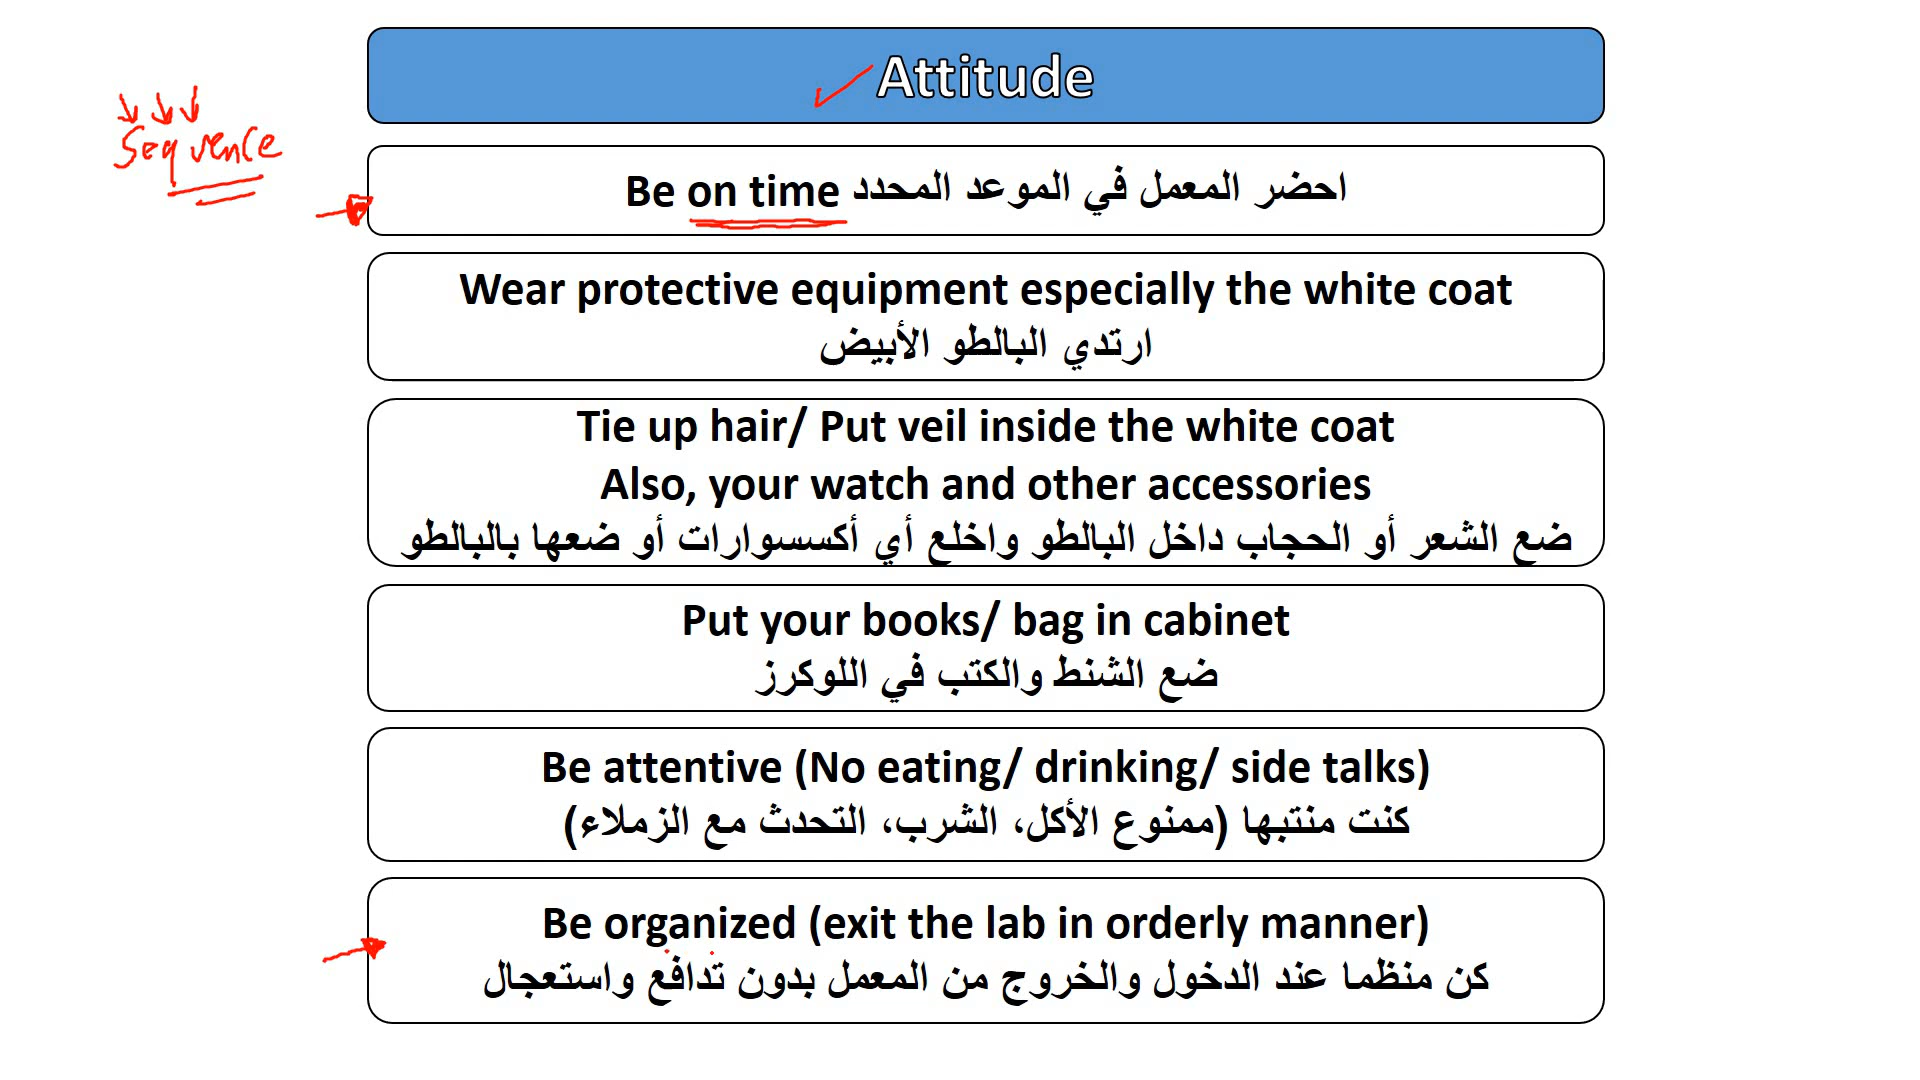 Attitude
Sequence
Be on time احضر المعمل في الموعد المحدد
Wear protective equipment especially the white coat
ارتدي البالطو الأبيض
Tie up hair/ Put veil inside the white coat
Also, your watch and other accessories
ضع الشعر أو الحجاب داخل البالطو واخلع أي أكسسوارات أو ضعها بالبالطو
Put your books/ bag in cabinet
ضع الشنط والكتب في اللوكرز
Be attentive (No eating/ drinking/ side talks)
كنت منتبها (ممنوع الأكل، الشرب، التحدث مع الزملاء)
Be organized (exit the lab in orderly manner)
كن منظما عند الدخول والخروج من المعمل بدون تدافع واستعجال